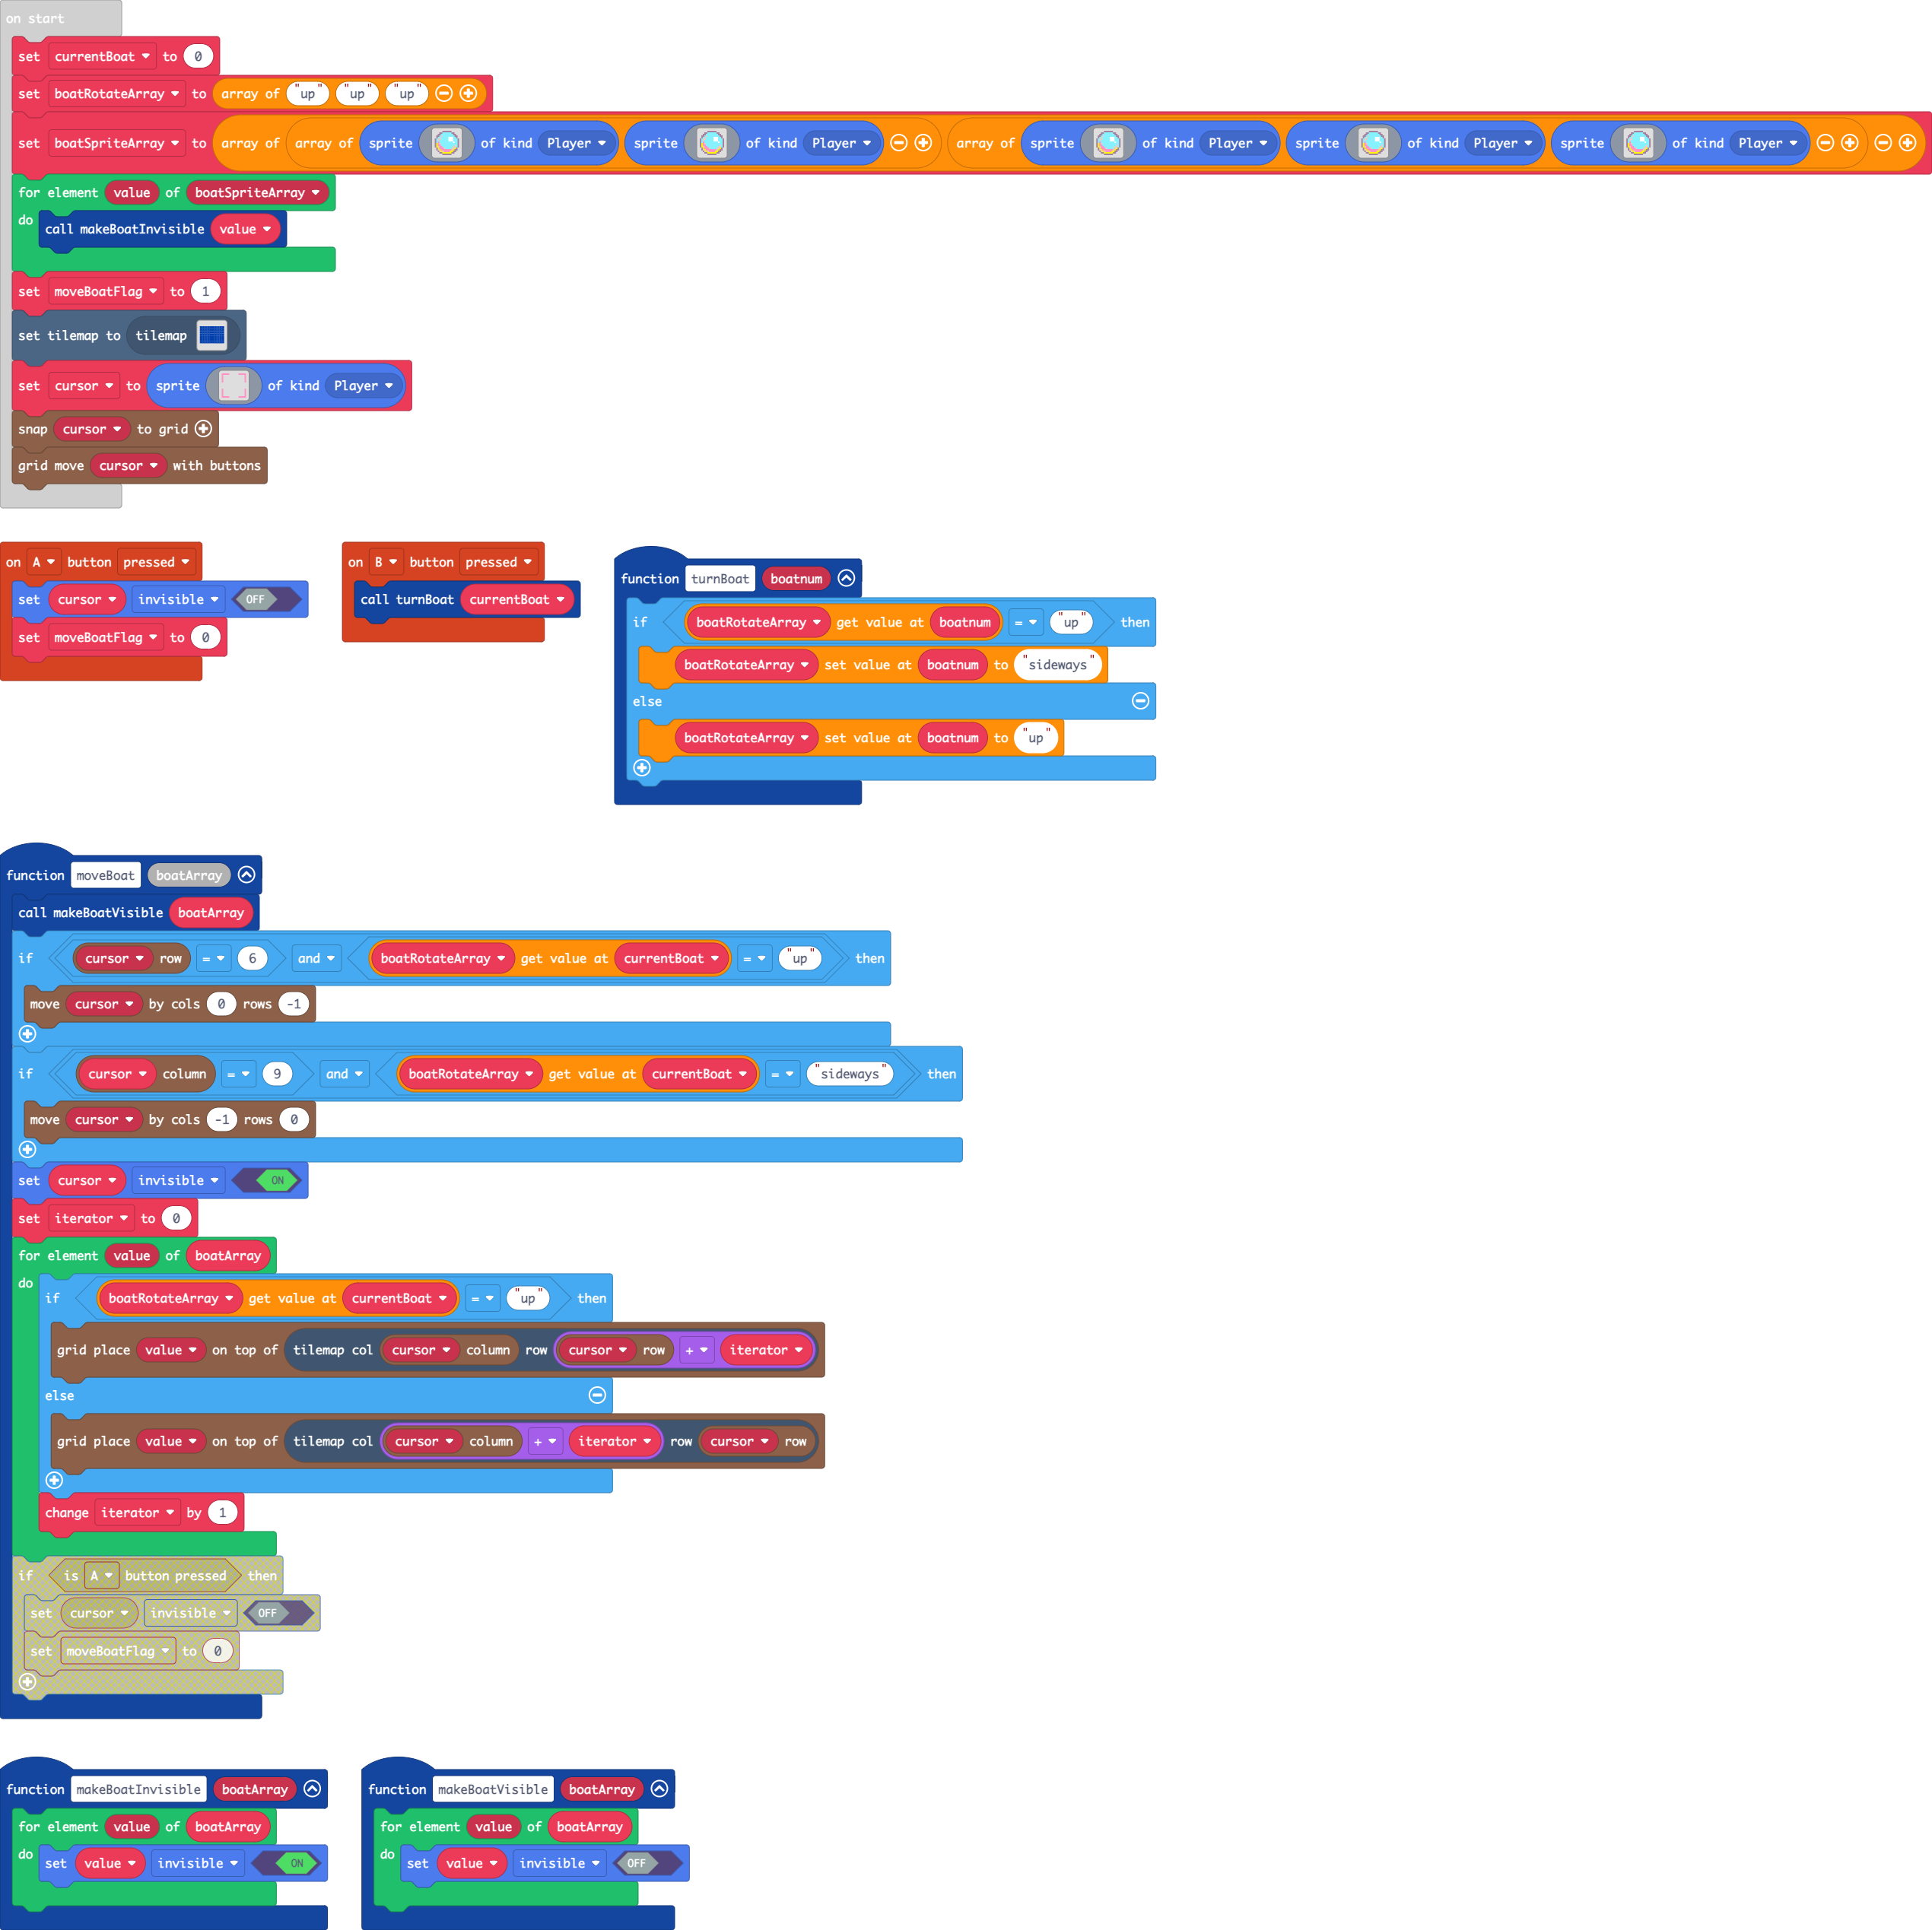 on start
set currentBoat to 0
set boatRotateArray to array of "up" "up" "up"
set boatSpriteArray to array of array of sprite of kind Player sprite of kind Player array of sprite of kind Player sprite of kind Player sprite of kind Player
for element value of boatSpriteArray
do call makeBoatInvisible value
set moveBoatFlag to 1
set tilemap to tilemap
set cursor to sprite of kind Player
snap cursor to grid
grid move cursor with buttons
on A button pressed
set cursor invisible OFF
set moveBoatFlag to 0
on B button pressed
call turnBoat currentBoat
function turnBoat boatnum
if boatRotateArray get value at boatnum = "up" then
boatRotateArray set value at boatnum to "sideways"
else
boatRotateArray set value at boatnum to "up"
function moveBoat boatArray
call makeBoatVisible boatArray
if cursor row = 6 and boatRotateArray get value at currentBoat = "up" then
move cursor by cols 0 rows -1
if cursor column = 9 and boatRotateArray get value at currentBoat = "sideways" then
move cursor by cols -1 rows 0
set cursor invisible ON
set iterator to 0
for element value of boatArray
do if boatRotateArray get value at currentBoat = "up" then
grid place value on top of tilemap col cursor column row cursor row + iterator
else
grid place value on top of tilemap col cursor column + iterator row cursor row
change iterator by 1
if is A button pressed then
set cursor invisible OFF
set moveBoatFlag to 0
function makeBoatInvisible boatArray
for element value of boatArray
do set value invisible ON
function makeBoatVisible boatArray
for element value of boatArray
do set value invisible OFF